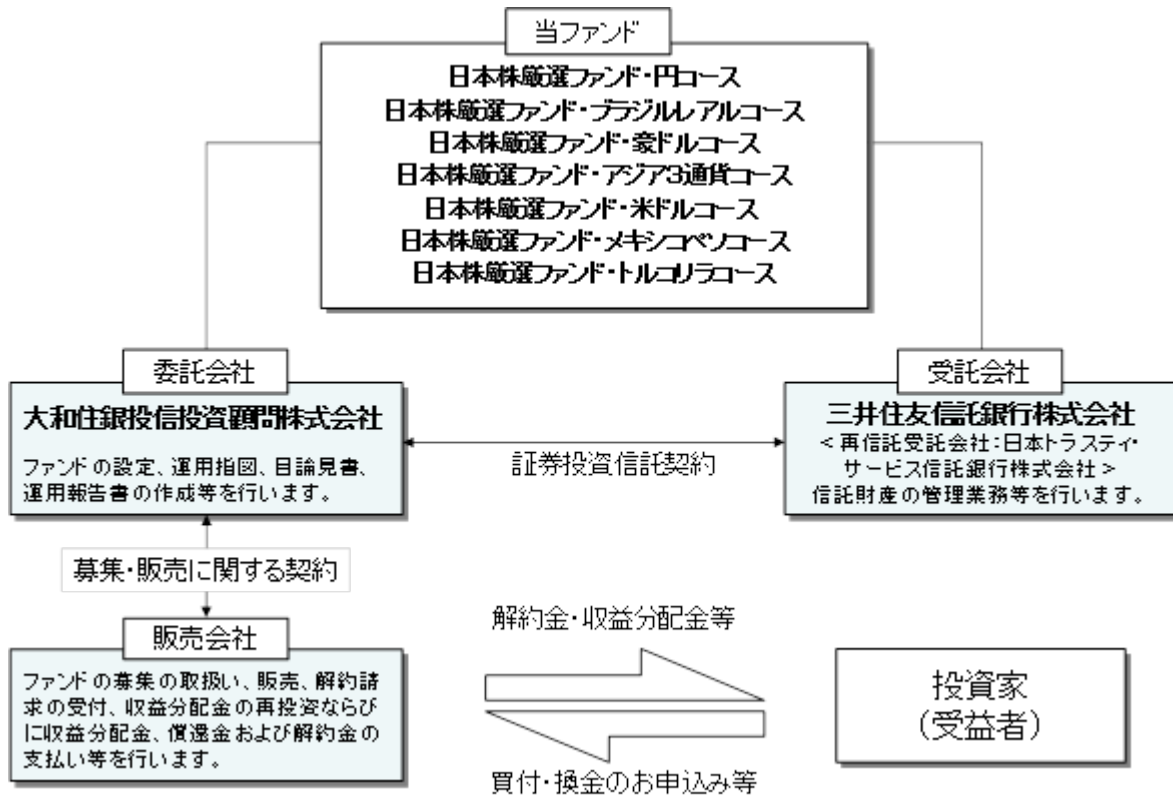 当ファンド
日本株厳選ファンド・円コース
日本株厳選ファンド・ブラジルレアルコース
日本株厳選ファンド・豪ドルコース
日本株厳選ファンド・アジア3通貨コース
日本株厳選ファンド・米ドルコース
日本株厳選ファンド・メキシコペソコース
日本株厳選ファンド・トルコリラコース
委託会社
大和住銀投信投資顧問株式会社
ファンドの設定、運用指図、目論見書、
運用報告書の作成等を行います。
証券投資信託契約
受託会社
三井住友信託銀行株式会社
＜再信託受託会社：日本トラスティ・
サービス信託銀行株式会社＞
信託財産の管理業務等を行います。
募集・販売に関する契約
販売会社
ファンドの募集の取扱い、販売、解約請
求の受付、収益分配金の再投資ならび
に収益分配金、償還金および解約金の
支払い等を行います。
解約金・収益分配金等
買付・換金のお申込み等
投資家
（受益者）